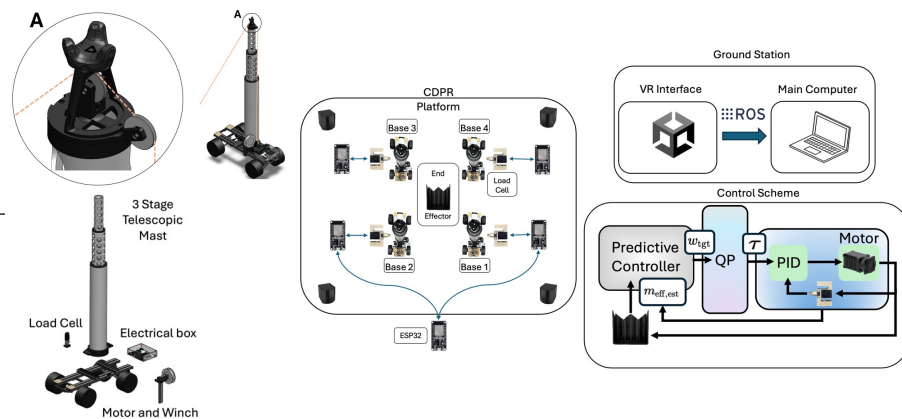 A
A
3 Stage
Telescopic
Mast
Load Cell
Electrical box
Motor and Winch
CDPR
Platform
Base 3
Base 4
End
Effector
Load
Cell
Base 2
Base 1
ESP32
Ground Station
VR Interface
Main Computer
ROS
Control Scheme
Predictive
Controller
w_tgt
QP
τ
Motor
PID
m_eff,est